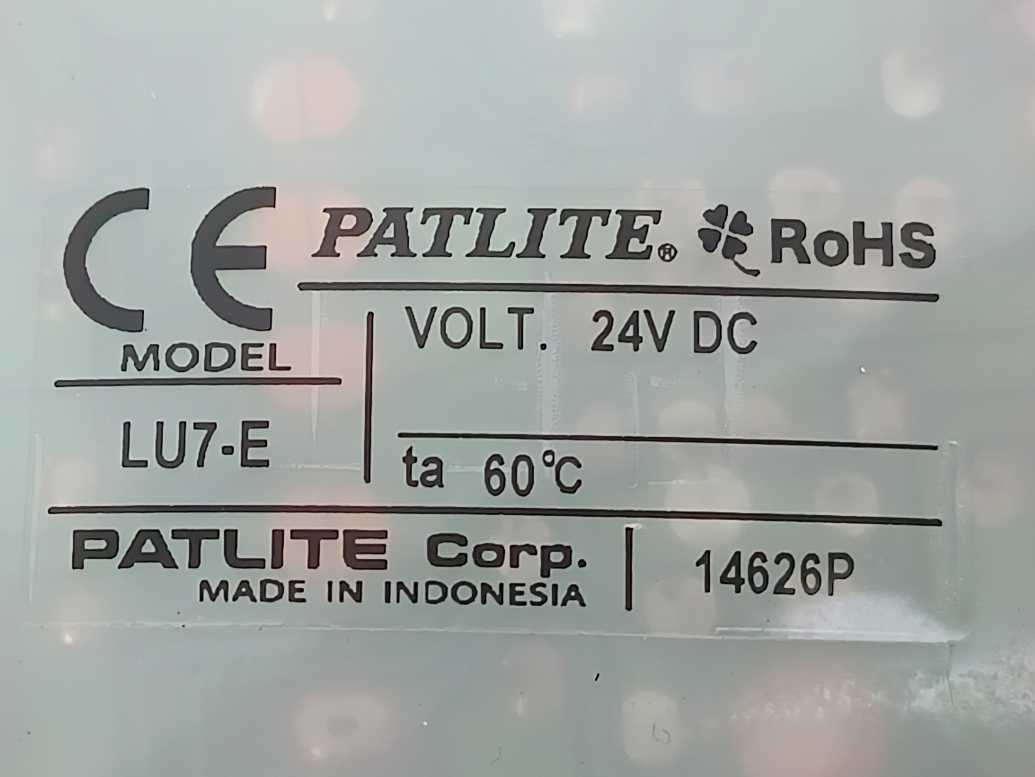 CE PATLITE® RoHS
MODEL
VOLT. 24V DC
LU7-E
ta 60℃
PATLITE Corp.
MADE IN INDONESIA
14626P